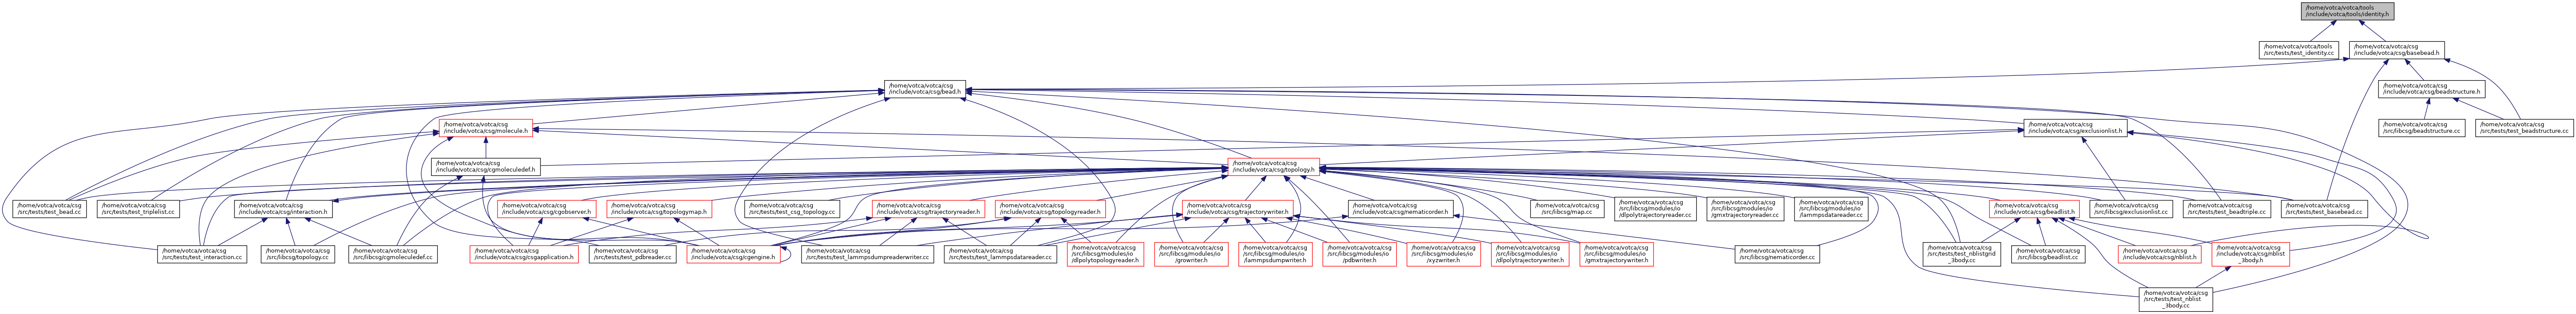 /home/votca/votca/tools
/include/votca/tools/identity.h
/home/votca/votca/tools
/src/tests/test_identity.cc
/home/votca/votca/csg
/include/votca/csg/basebead.h
/home/votca/votca/csg
/include/votca/csg/bead.h
/home/votca/votca/csg
/include/votca/csg/beadstructure.h
/home/votca/votca/csg
/include/votca/csg/molecule.h
/home/votca/votca/csg
/include/votca/csg/exclusionlist.h
/home/votca/votca/csg
/src/libcsg/beadstructure.cc
/home/votca/votca/csg
/src/tests/test_beadstructure.cc
/home/votca/votca/csg
/include/votca/csg/cgmoleculedef.h
/home/votca/votca/csg
/include/votca/csg/topology.h
/home/votca/votca/csg
/src/tests/test_bead.cc
/home/votca/votca/csg
/src/tests/test_triplelist.cc
/home/votca/votca/csg
/include/votca/csg/interaction.h
/home/votca/votca/csg
/include/votca/csg/cgobserver.h
/home/votca/votca/csg
/include/votca/csg/topologymap.h
/home/votca/votca/csg
/src/tests/test_csg_topology.cc
/home/votca/votca/csg
/include/votca/csg/trajectoryreader.h
/home/votca/votca/csg
/include/votca/csg/topologyreader.h
/home/votca/votca/csg
/include/votca/csg/trajectorywriter.h
/home/votca/votca/csg
/include/votca/csg/nematicorder.h
/home/votca/votca/csg
/src/libcsg/map.cc
/home/votca/votca/csg
/src/libcsg/modules/io
/dlpolytrajectoryreader.cc
/home/votca/votca/csg
/src/libcsg/modules/io
/gmxtrajectoryreader.cc
/home/votca/votca/csg
/src/libcsg/modules/io
/lammpsdatareader.cc
/home/votca/votca/csg
/include/votca/csg/beadlist.h
/home/votca/votca/csg
/src/libcsg/exclusionlist.cc
/home/votca/votca/csg
/src/tests/test_beadtriple.cc
/home/votca/votca/csg
/src/tests/test_basebead.cc
/home/votca/votca/csg
/src/tests/test_interaction.cc
/home/votca/votca/csg
/src/libcsg/topology.cc
/home/votca/votca/csg
/src/libcsg/cgmoleculedef.cc
/home/votca/votca/csg
/include/votca/csg/csgapplication.h
/home/votca/votca/csg
/src/tests/test_pdbreader.cc
/home/votca/votca/csg
/include/votca/csg/cgengine.h
/home/votca/votca/csg
/src/tests/test_lammpsdumpreaderwriter.cc
/home/votca/votca/csg
/src/tests/test_lammpsdatareader.cc
/home/votca/votca/csg
/src/libcsg/modules/io
/dlpolytopologyreader.h
/home/votca/votca/csg
/src/libcsg/modules/io
/growriter.h
/home/votca/votca/csg
/src/libcsg/modules/io
/lammpsdumpwriter.h
/home/votca/votca/csg
/src/libcsg/modules/io
/pdbwriter.h
/home/votca/votca/csg
/src/libcsg/modules/io
/xyzwriter.h
/home/votca/votca/csg
/src/libcsg/modules/io
/dlpolytrajectorywriter.h
/home/votca/votca/csg
/src/libcsg/modules/io
/gmxtrajectorywriter.h
/home/votca/votca/csg
/src/libcsg/nematicorder.cc
/home/votca/votca/csg
/src/tests/test_nblistgrid
_3body.cc
/home/votca/votca/csg
/src/libcsg/beadlist.cc
/home/votca/votca/csg
/include/votca/csg/nblist.h
/home/votca/votca/csg
/include/votca/csg/nblist
_3body.h
/home/votca/votca/csg
/src/tests/test_nblist
_3body.cc